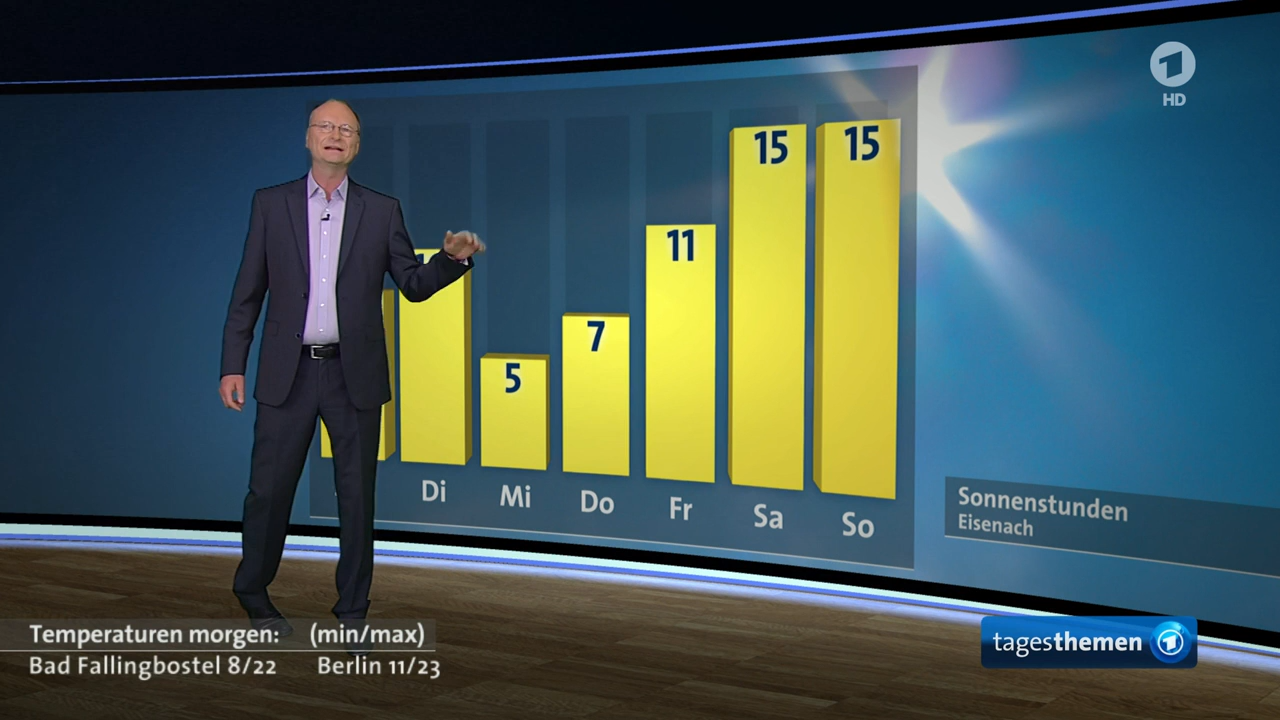 HD
15
15
11
7
5
Di
Mi
Do
Fr
Sa
So
Sonnenstunden
Eisenach
Temperaturen morgen: (min/max)
Bad Fallingbostel 8/22 Berlin 11/23
tagesthemen